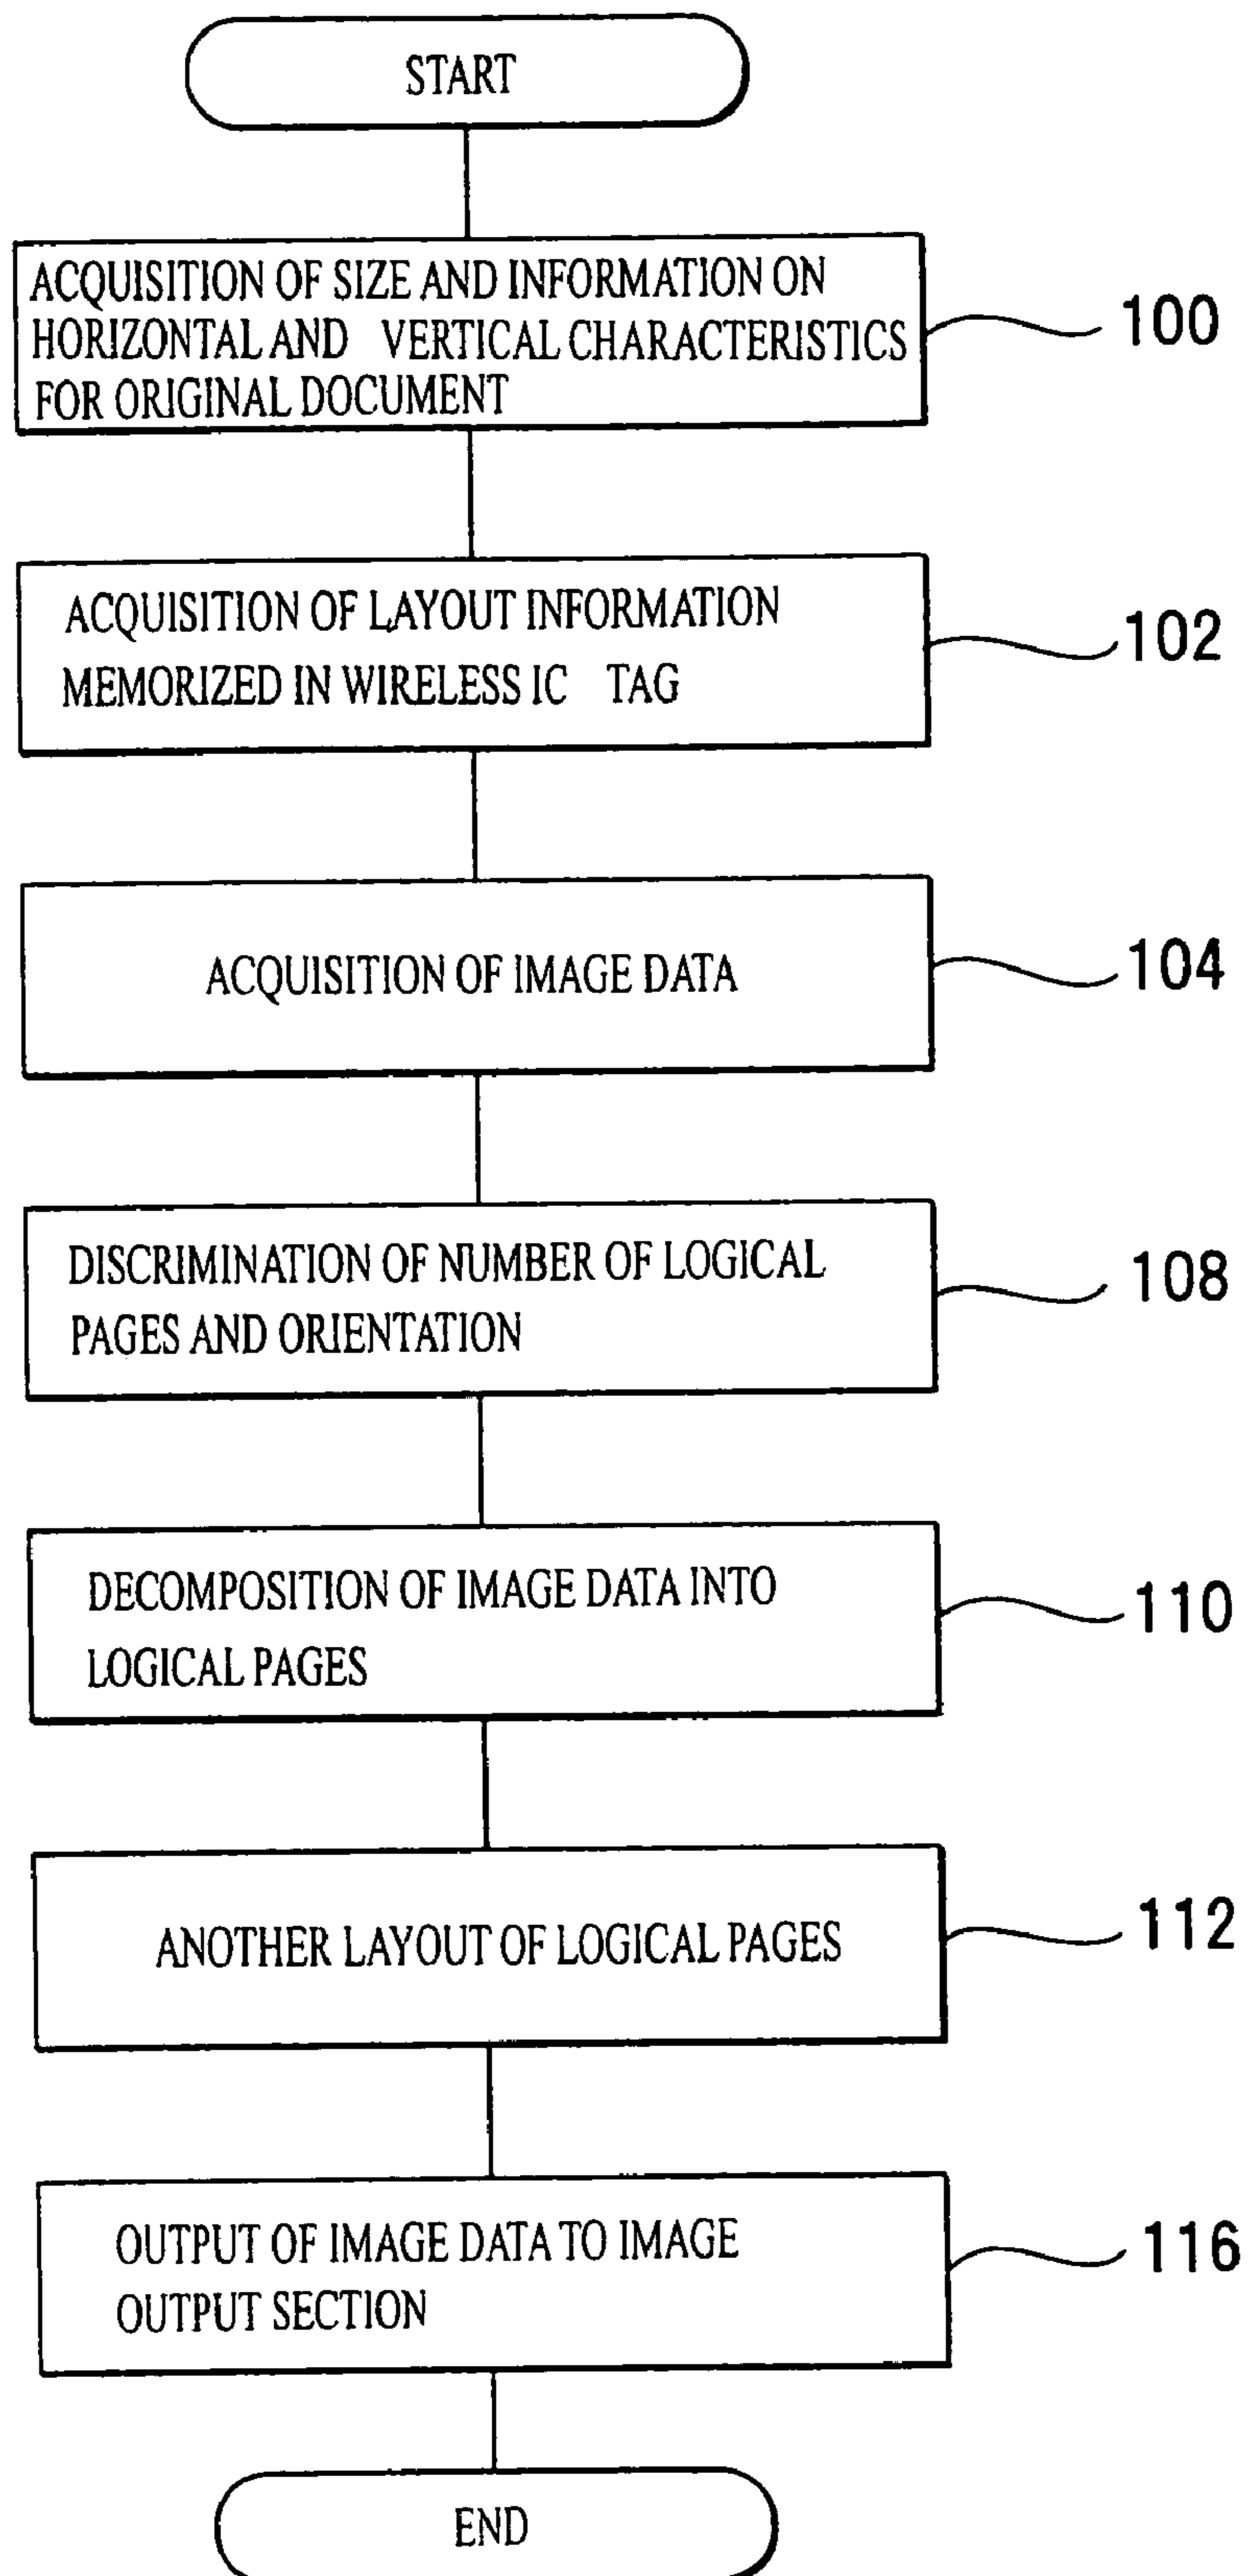 START
ACQUISITION OF SIZE AND INFORMATION ON
HORIZONTAL AND VERTICAL CHARACTERISTICS
FOR ORIGINAL DOCUMENT
100
ACQUISITION OF LAYOUT INFORMATION
MEMORIZED IN WIRELESS IC TAG
102
ACQUISITION OF IMAGE DATA
104
DISCRIMINATION OF NUMBER OF LOGICAL
PAGES AND ORIENTATION
108
DECOMPOSITION OF IMAGE DATA INTO
LOGICAL PAGES
110
ANOTHER LAYOUT OF LOGICAL PAGES
112
OUTPUT OF IMAGE DATA TO IMAGE
OUTPUT SECTION
116
END